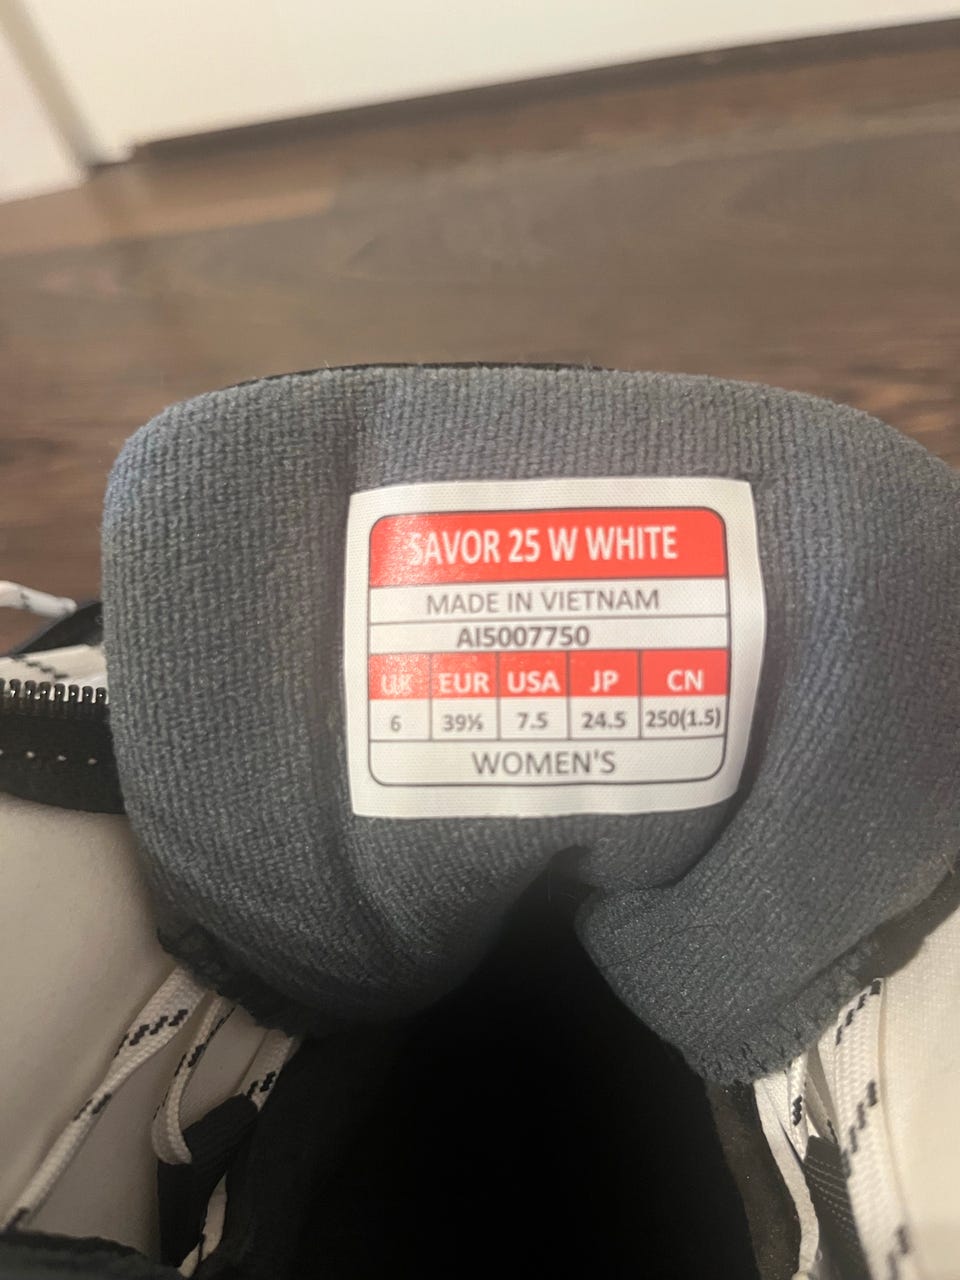 SAVOR 25 W WHITE
MADE IN VIETNAM
AI5007750
UK EUR USA JP CN
6 39½ 7.5 24.5 250(1.5)
WOMEN'S